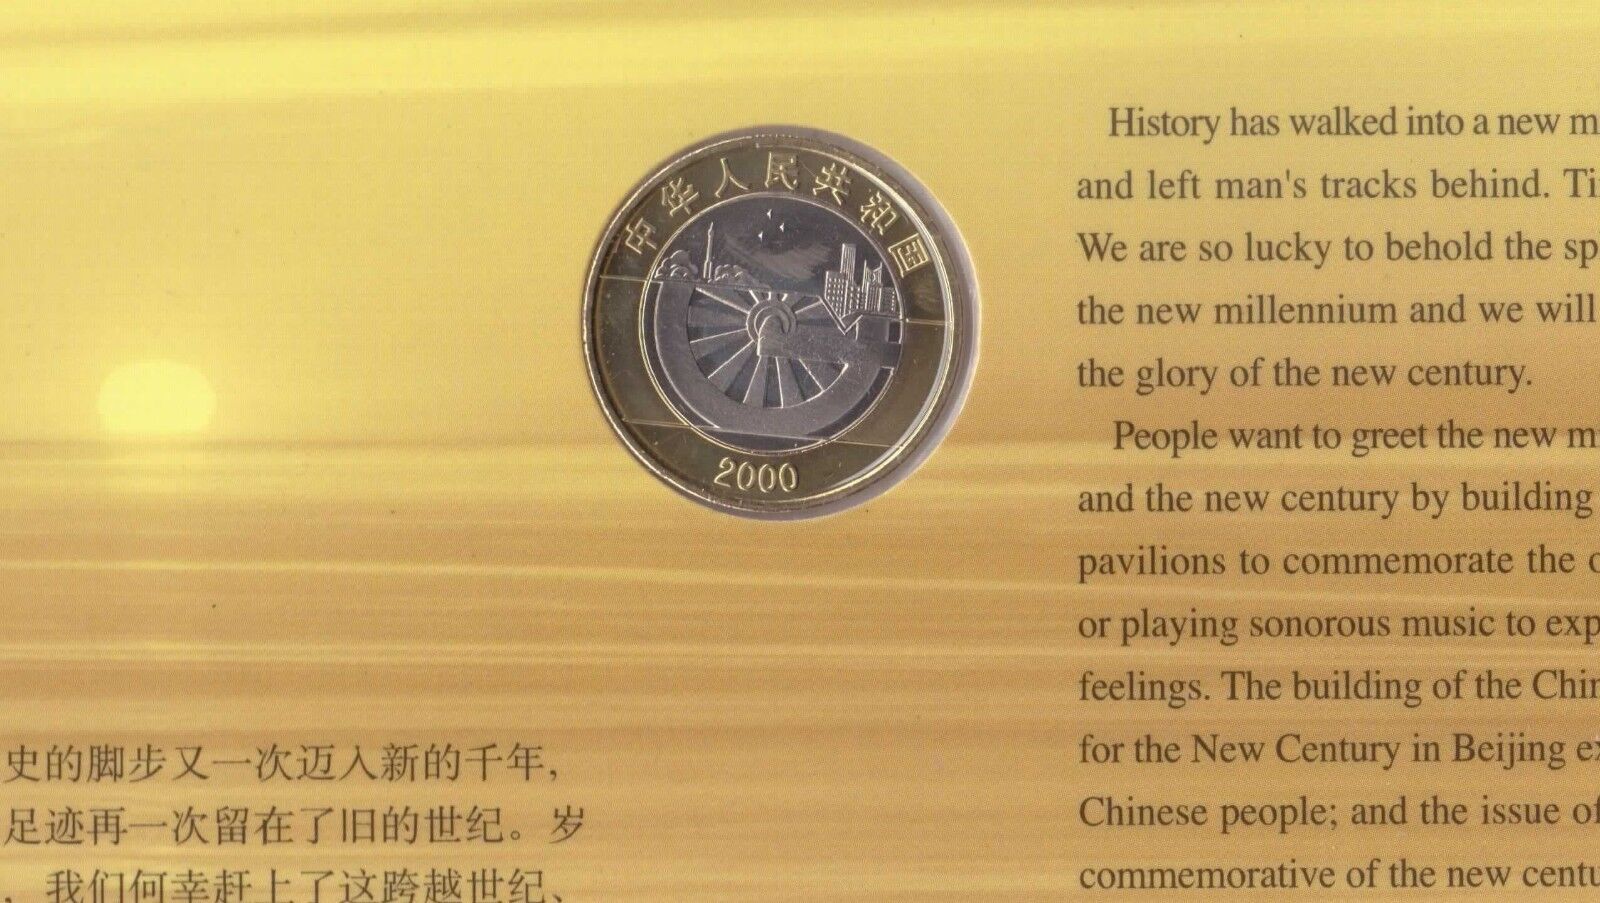 中华人民共和国
2000
History has walked into a new m
and left man's tracks behind. Ti
We are so lucky to behold the sp
the new millennium and we will
the glory of the new century.
People want to greet the new m
and the new century by building
pavilions to commemorate the o
or playing sonorous music to exp
feelings. The building of the Chin
for the New Century in Beijing ex
Chinese people; and the issue of
commemorative of the new centu
史的脚步又一次迈入新的千年，
足迹再一次留在了旧的世纪。岁
，我们何幸赶上了这跨越世纪、